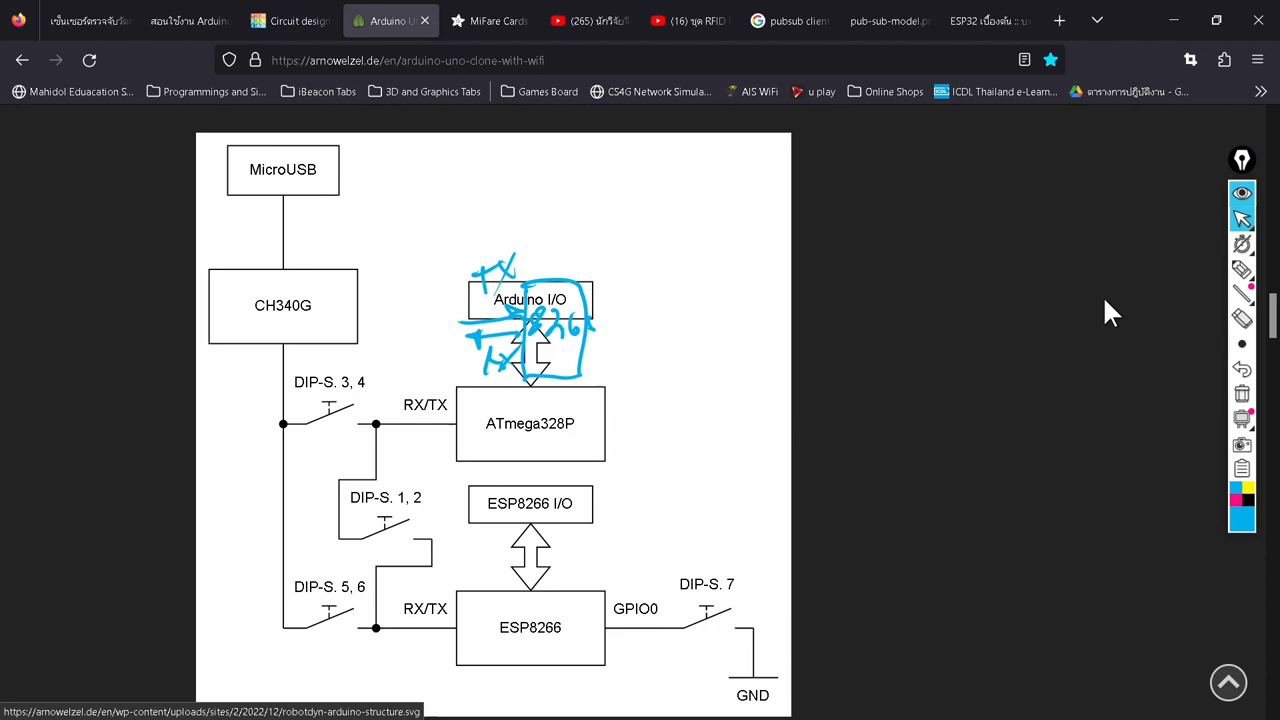 เซ็นเซอร์ตรวจจับวัต
สอนใช้งาน Arduino
Circuit design
Arduino U
MiFare Cards
(265) นักวิจัยจี
(16) ชุด RFID
pubsub client
pub-sub-model.p
ESP32 เบื้องต้น :: บ
https://arnowelzel.de/en/arduino-uno-clone-with-wifi
Mahidol Eduacation S...
Programmings and Si...
iBeacon Tabs
3D and Graphics Tabs
Games Board
CS4G Network Simula...
AIS WiFi
u play
Online Shops
ICDL Thailand e-Learn...
ตารางการปฏิบัติงาน - G...
MicroUSB
TX
Arduino I/O
CH340G
8266
RX
DIP-S. 3, 4
RX/TX
ATmega328P
DIP-S. 1, 2
ESP8266 I/O
DIP-S. 5, 6
DIP-S. 7
RX/TX
GPIO0
ESP8266
GND
https://arnowelzel.de/en/wp-content/uploads/sites/2/2022/12/robotdyn-arduino-structure.svg